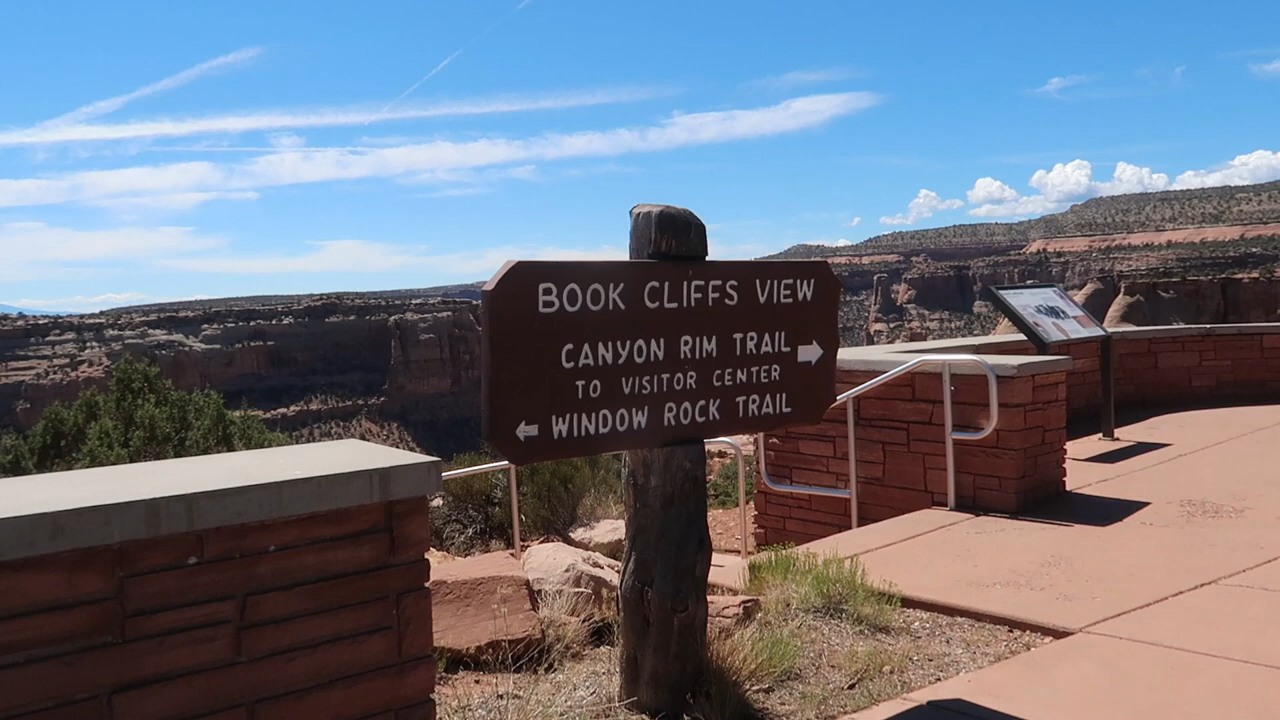 BOOK CLIFFS VIEW
CANYON RIM TRAIL
TO VISITOR CENTER
WINDOW ROCK TRAIL